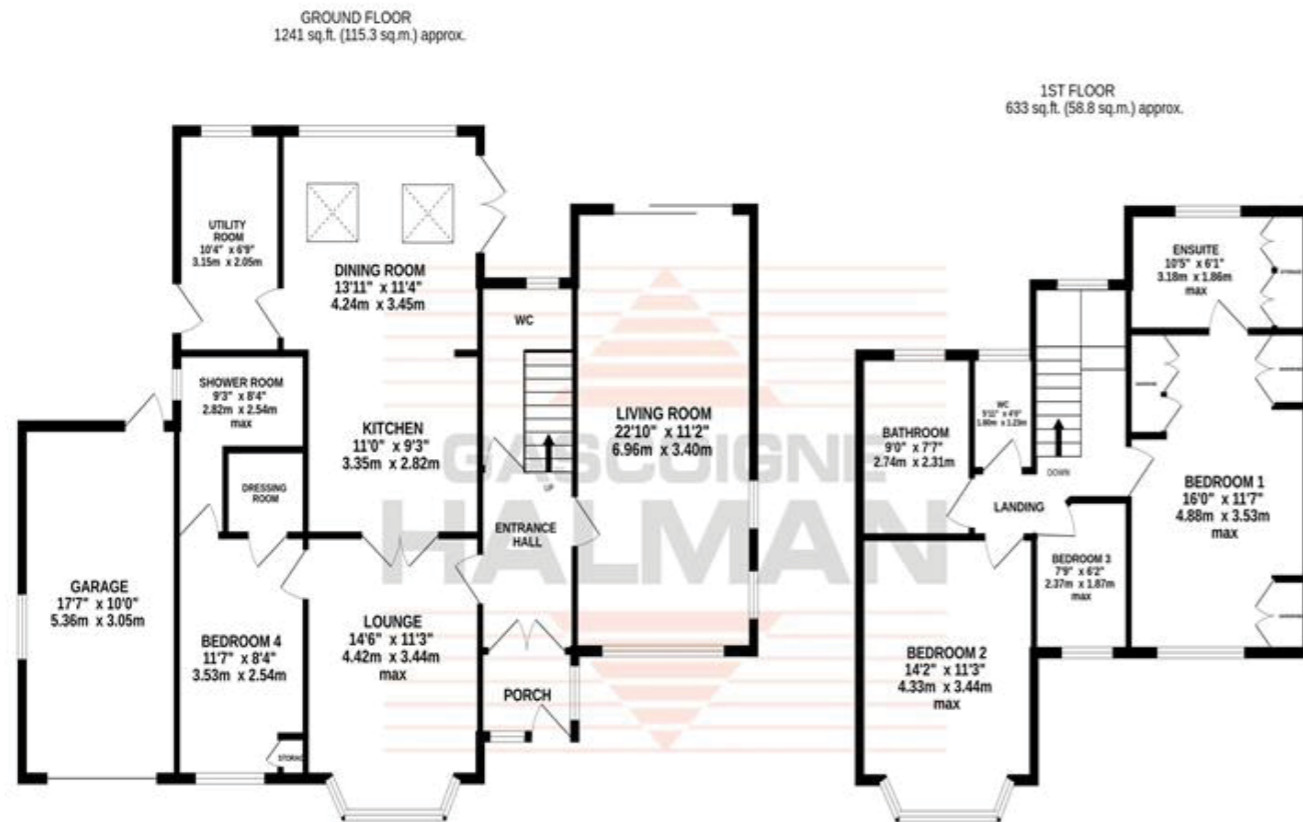 GROUND FLOOR
1241 sq.ft. (115.3 sq.m.) approx.
1ST FLOOR
633 sq.ft. (58.8 sq.m.) approx.
UTILITY
ROOM
10'4" x 6'9"
3.15m x 2.05m
DINING ROOM
13'11" x 11'4"
4.24m x 3.45m
WC
SHOWER ROOM
9'3" x 8'4"
2.82m x 2.54m
max
KITCHEN
11'0" x 9'3"
3.35m x 2.82m
LIVING ROOM
22'10" x 11'2"
6.96m x 3.40m
DRESSING
ROOM
UP
ENTRANCE
HALL
GARAGE
17'7" x 10'0"
5.36m x 3.05m
BEDROOM 4
11'7" x 8'4"
3.53m x 2.54m
LOUNGE
14'6" x 11'3"
4.42m x 3.44m
max
PORCH
STORAGE
GASCOIGNE
HALMAN
ENSUITE
10'5" x 6'1"
3.18m x 1.86m
max
BATHROOM
9'0" x 7'7"
2.74m x 2.31m
WC
DOWN
LANDING
BEDROOM 1
16'0" x 11'7"
4.88m x 3.53m
max
BEDROOM 3
7'9" x 6'2"
2.37m x 1.87m
max
BEDROOM 2
14'2" x 11'3"
4.33m x 3.44m
max